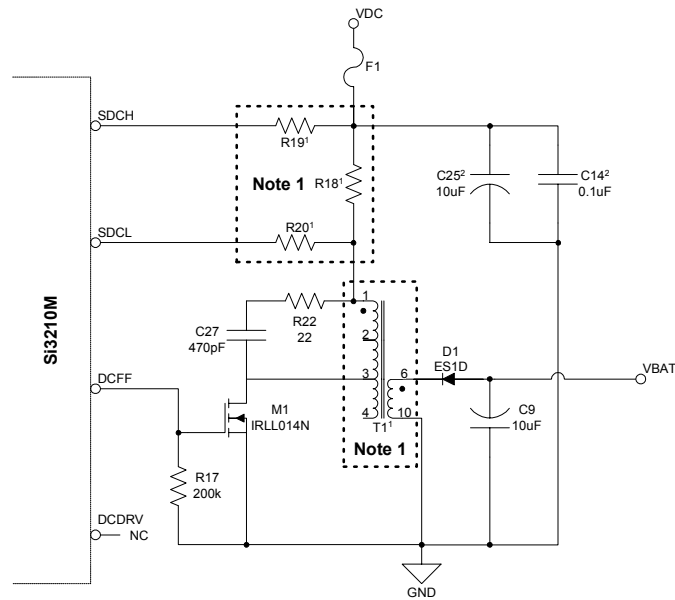 VDC
F1
SDCH
R19¹
Note 1
R18¹
C25²
10uF
C14²
0.1uF
SDCL
R20¹
Si3210M
1
2
3
4
R22
22
C27
470pF
DCFF
M1
IRLL014N
6
10
T1¹
Note 1
D1
ES1D
VBAT
C9
10uF
R17
200k
DCDRV
NC
GND